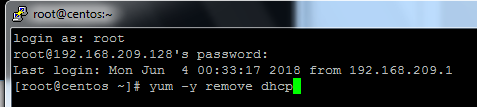 root@centos:~
login as: root
root@192.168.209.128's password:
Last login: Mon Jun  4 00:33:17 2018 from 192.168.209.1
[root@centos ~]# yum -y remove dhcp